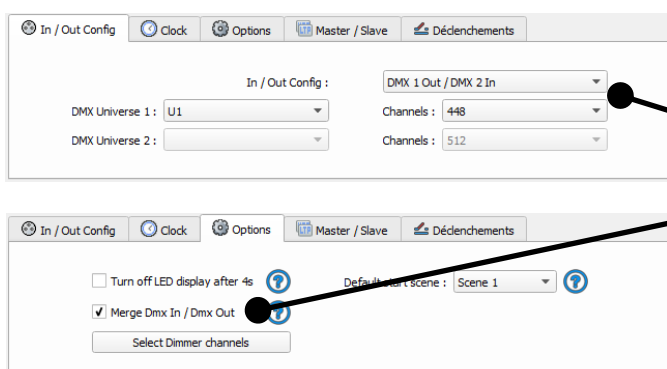 In / Out Config Clock Options Master / Slave Déclenchements
In / Out Config : DMX 1 Out / DMX 2 In
DMX Universe 1 : U1 Channels : 448
DMX Universe 2 : Channels : 512
In / Out Config Clock Options Master / Slave Déclenchements
Turn off LED display after 4s ? Default start scene : Scene 1 ?
Merge Dmx In / Dmx Out ?
Select Dimmer channels